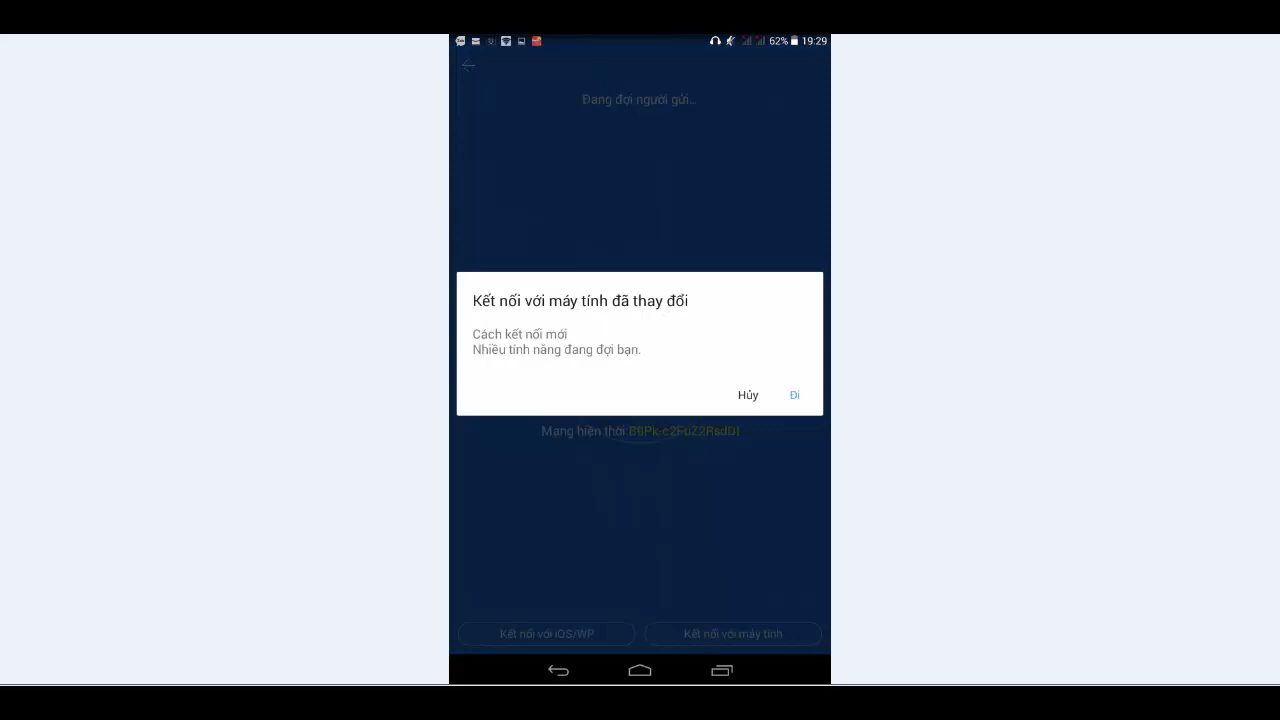 62% 19:29
Đang đợi người gửi...
Kết nối với máy tính đã thay đổi
Cách kết nối mới
Nhiều tính năng đang đợi bạn.
Hủy Đi
Mạng hiện thời:
Kết nối với iOS/WP Kết nối với máy tính